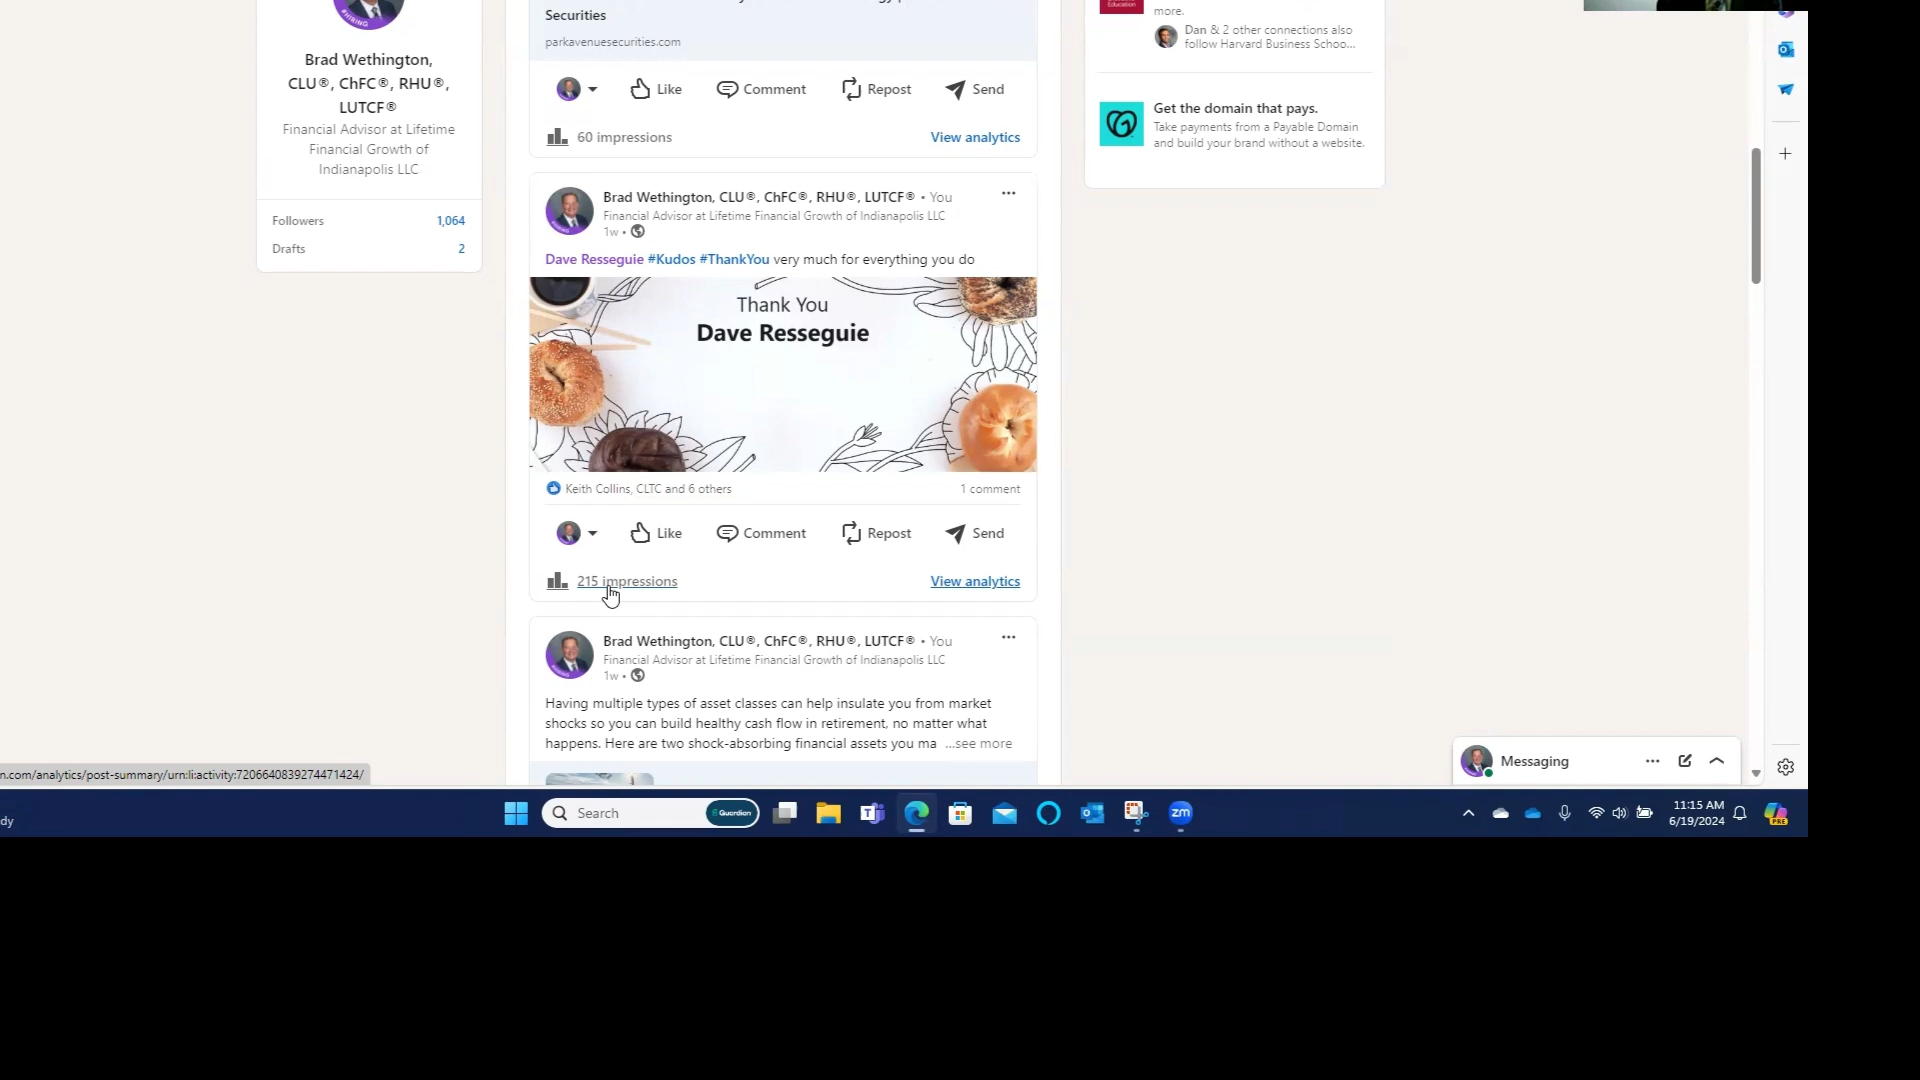 #HIRING
Brad Wethington,
CLU®, ChFC®, RHU®,
LUTCF®
Financial Advisor at Lifetime
Financial Growth of
Indianapolis LLC
Followers 1,064
Drafts 2
Securities
parkavenuesecurities.com
Like Comment Repost Send
60 impressions View analytics
Brad Wethington, CLU®, ChFC®, RHU®, LUTCF® • You
Financial Advisor at Lifetime Financial Growth of Indianapolis LLC
1w •
Dave Resseguie #Kudos #ThankYou very much for everything you do
Thank You
Dave Resseguie
Keith Collins, CLTC and 6 others 1 comment
Like Comment Repost Send
215 impressions View analytics
Brad Wethington, CLU®, ChFC®, RHU®, LUTCF® • You
Financial Advisor at Lifetime Financial Growth of Indianapolis LLC
1w •
Having multiple types of asset classes can help insulate you from market
shocks so you can build healthy cash flow in retirement, no matter what
happens. Here are two shock-absorbing financial assets you ma ...see more
Education
more.
Dan & 2 other connections also
follow Harvard Business Schoo...
Get the domain that pays.
Take payments from a Payable Domain
and build your brand without a website.
Messaging
n.com/analytics/post-summary/urn:li:activity:7206640839274471424/
dy
Search
Guardian
zm
11:15 AM
6/19/2024
PRE